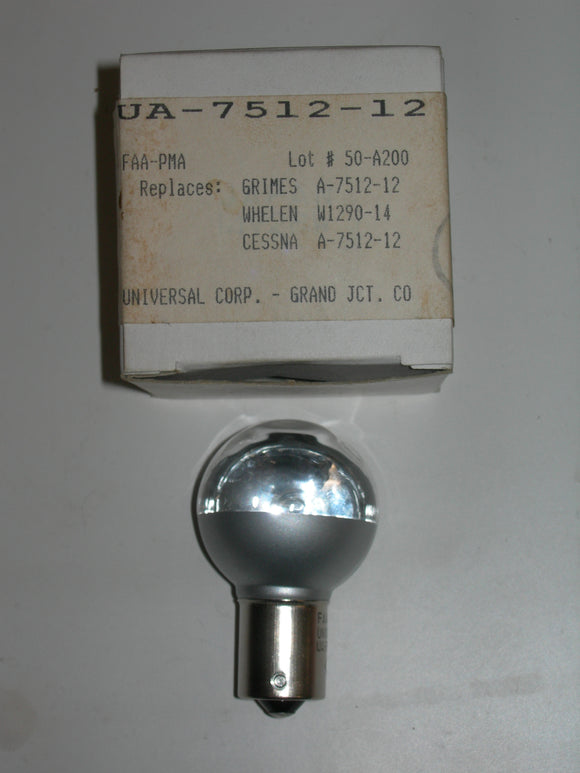 UA-7512-12
FAA-PMA Lot # 50-A200
Replaces: GRIMES A-7512-12
WHELEN W1290-14
CESSNA A-7512-12
UNIVERSAL CORP. - GRAND JCT. CO